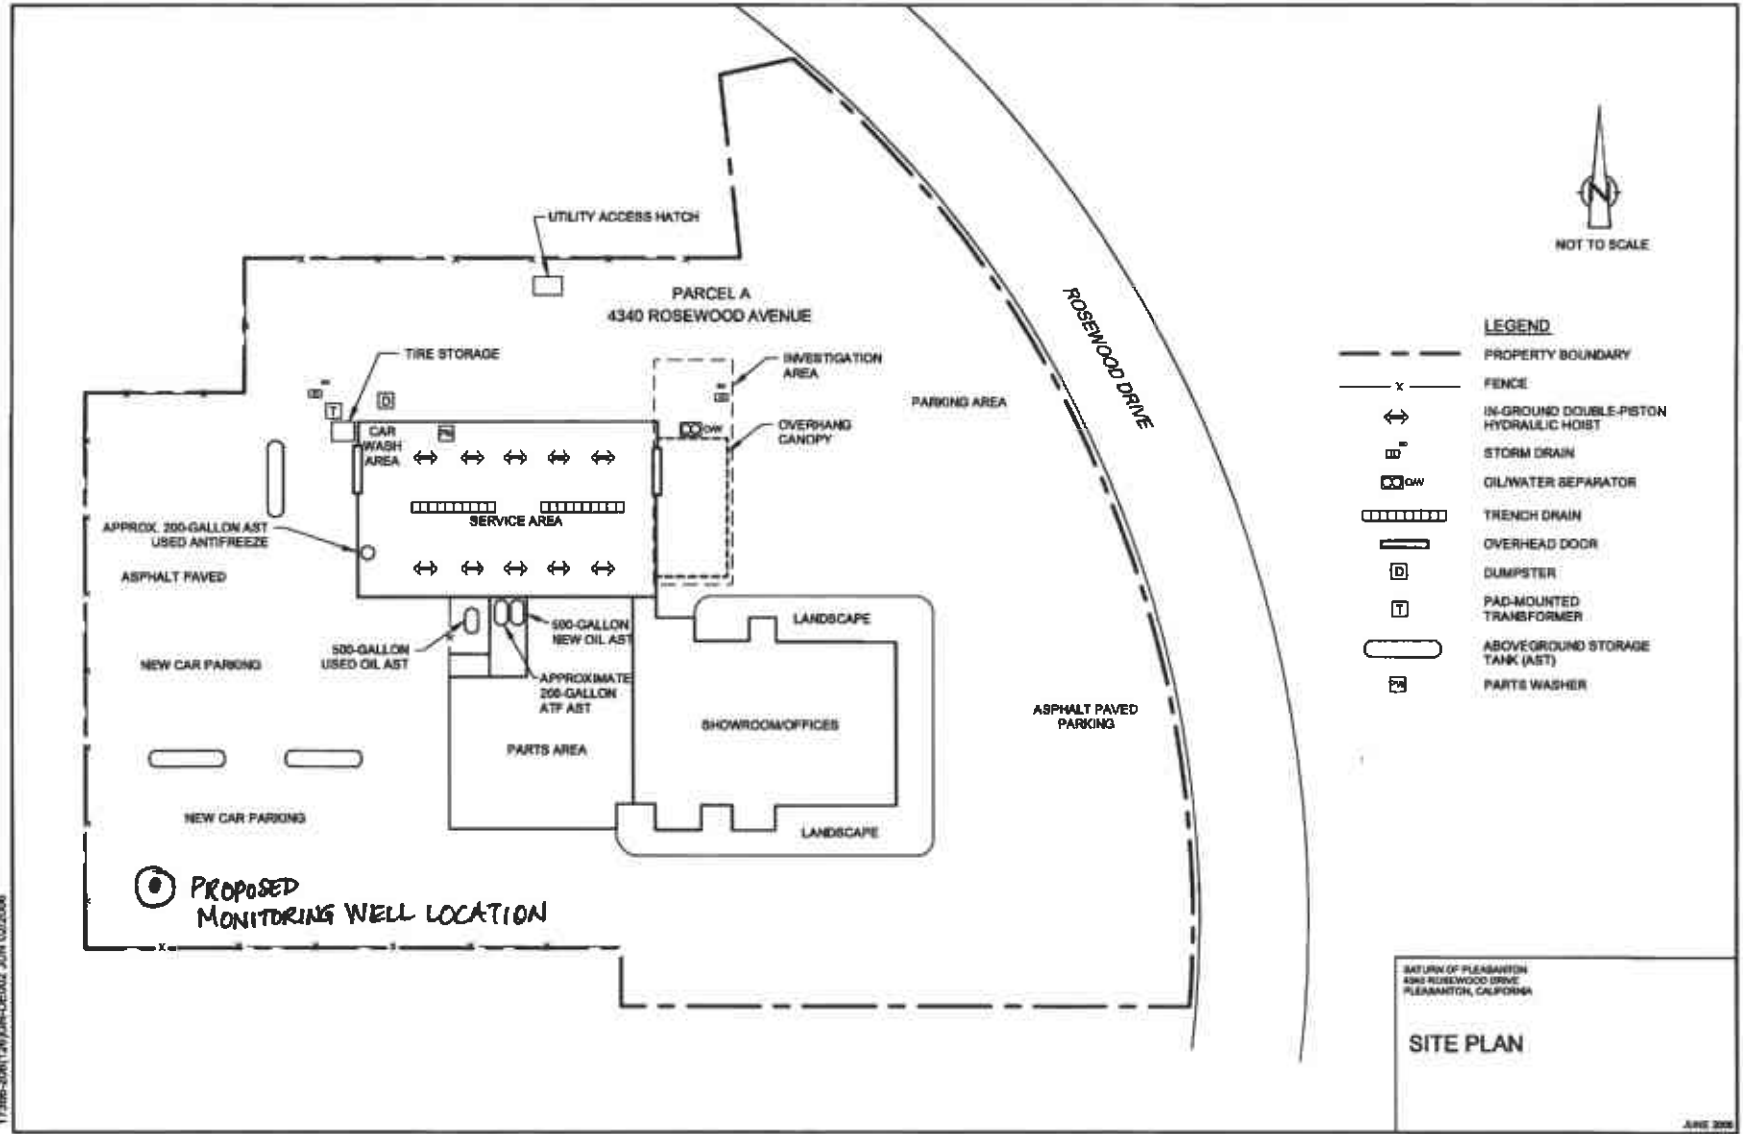 UTILITY ACCESS HATCH
PARCEL A
4340 ROSEWOOD AVENUE
NOT TO SCALE
ROSEWOOD DRIVE
TIRE STORAGE
INVESTIGATION
AREA
PARKING AREA
OVERHANG
CANOPY
D
T
CAR
WASH
AREA
PW
O/W
SERVICE AREA
APPROX. 200-GALLON AST
USED ANTIFREEZE
ASPHALT PAVED
LANDSCAPE
500-GALLON
NEW OIL AST
500-GALLON
USED OIL AST
NEW CAR PARKING
APPROXIMATE
200-GALLON
ATF AST
ASPHALT PAVED
PARKING
SHOWROOM/OFFICES
PARTS AREA
NEW CAR PARKING
LANDSCAPE
PROPOSED
MONITORING WELL LOCATION
N
LEGEND
PROPERTY BOUNDARY
X FENCE
IN-GROUND DOUBLE-PISTON
HYDRAULIC HOIST
STORM DRAIN
O/W OIL/WATER SEPARATOR
TRENCH DRAIN
OVERHEAD DOOR
D DUMPSTER
T PAD-MOUNTED
TRANSFORMER
ABOVEGROUND STORAGE
TANK (AST)
PW PARTS WASHER
SATURN OF PLEASANTON
4340 ROSEWOOD DRIVE
PLEASANTON, CALIFORNIA
SITE PLAN